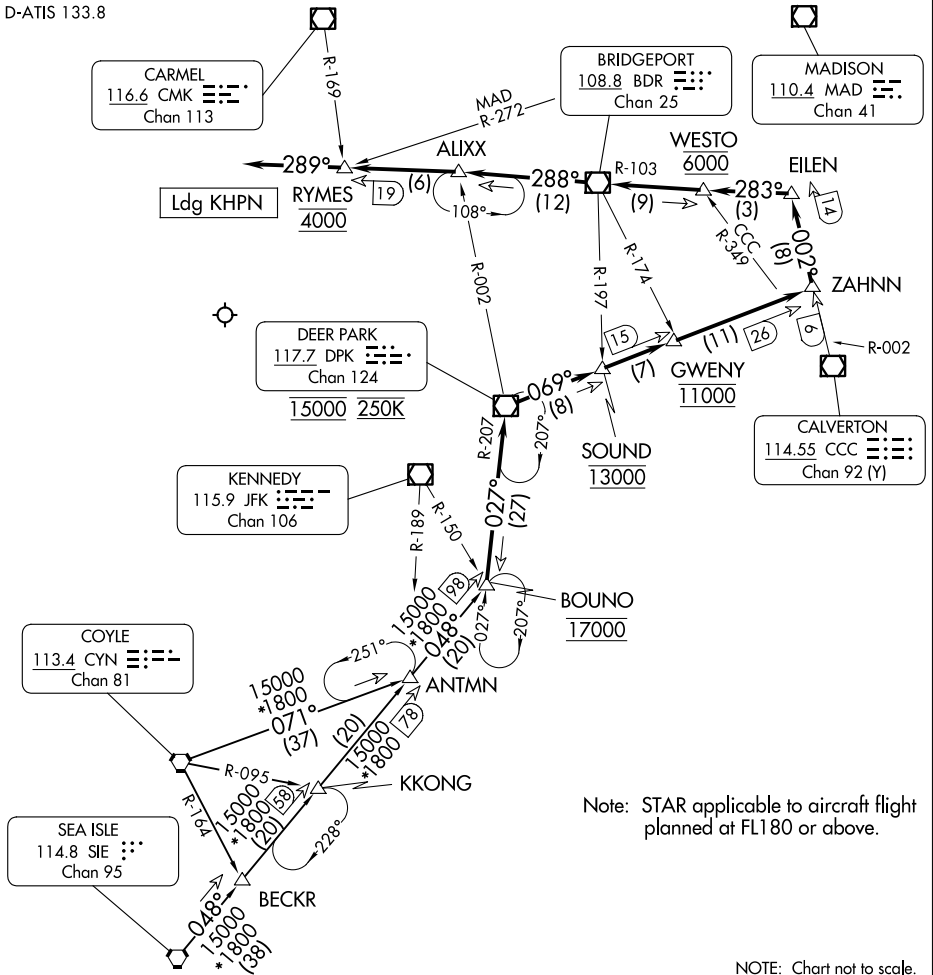 D-ATIS 133.8
CARMEL
116.6 CMK
Chan 113
R-169
MAD
R-272
BRIDGEPORT
108.8 BDR
Chan 25
MADISON
110.4 MAD
Chan 41
WESTO
6000
EILEN
ALIXX
R-103
289°
RYMES
4000
19
(6)
108°
288°
(12)
(9)
283°
(3)
14
Ldg KHPN
002°
(8)
CCC
R-349
R-002
R-197
R-174
ZAHNN
DEER PARK
117.7 DPK
Chan 124
15000 250K
15
(11)
26
6
R-002
GWENY
11000
(7)
069°
(8)
SOUND
13000
CALVERTON
114.55 CCC
Chan 92 (Y)
R-207
207°
KENNEDY
115.9 JFK
Chan 106
R-189
R-150
027°
(27)
BOUNO
17000
15000
*1800
98
048°
(20)
027°
207°
251°
ANTMN
COYLE
113.4 CYN
Chan 81
15000
*1800
071°
(37)
(20)
15000
*1800
78
R-095
R-164
KKONG
15000
*1800
58
(20)
228°
SEA ISLE
114.8 SIE
Chan 95
BECKR
048°
15000
*1800
(38)
Note: STAR applicable to aircraft flight
planned at FL180 or above.
NOTE: Chart not to scale.